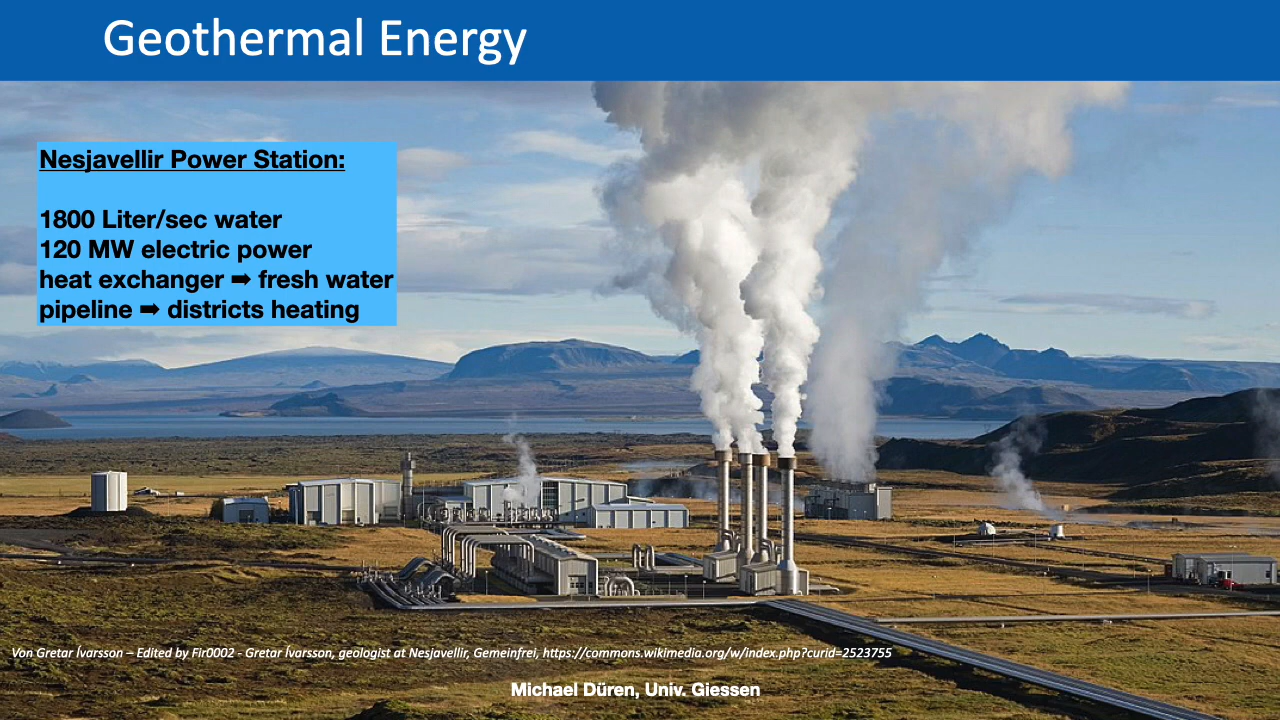 Geothermal Energy
Nesjavellir Power Station:
1800 Liter/sec water
120 MW electric power
heat exchanger ➡ fresh water
pipeline ➡ districts heating
Von Gretar Ívarsson – Edited by Fir0002 - Gretar Ívarsson, geologist at Nesjavellir, Gemeinfrei, https://commons.wikimedia.org/w/index.php?curid=2523755
Michael Düren, Univ. Giessen